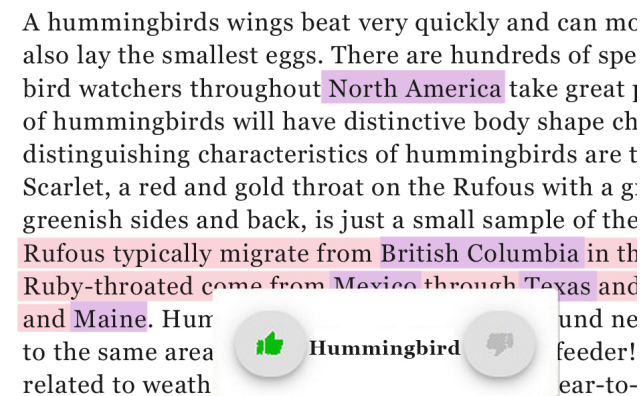 A hummingbirds wings beat very quickly and can mo
also lay the smallest eggs. There are hundreds of spe
bird watchers throughout North America take great
of hummingbirds will have distinctive body shape ch
distinguishing characteristics of hummingbirds are t
Scarlet, a red and gold throat on the Rufous with a g
greenish sides and back, is just a small sample of the
Rufous typically migrate from British Columbia in th
Ruby-throated come from Mexico through Texas and
and Maine. Hum und ne
to the same area feeder!
related to weath ear-to-
Hummingbird